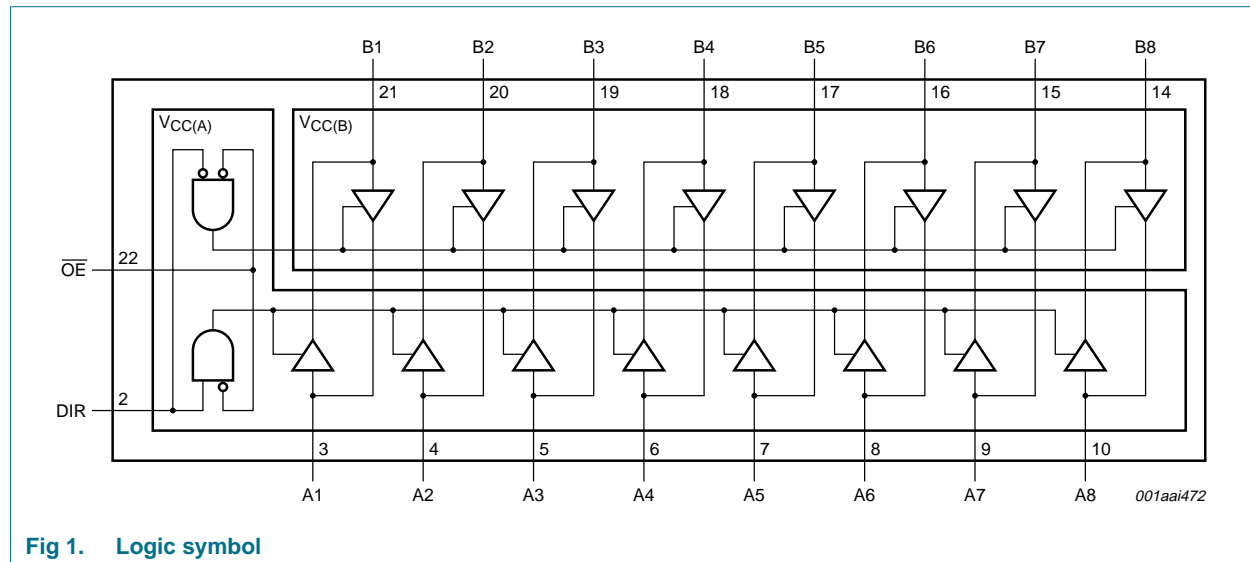 B1 B2 B3 B4 B5 B6 B7 B8
21 20 19 18 17 16 15 14
VCC(A) VCC(B)
OE 22
DIR 2
3 4 5 6 7 8 9 10
A1 A2 A3 A4 A5 A6 A7 A8 001aai472
Fig 1. Logic symbol